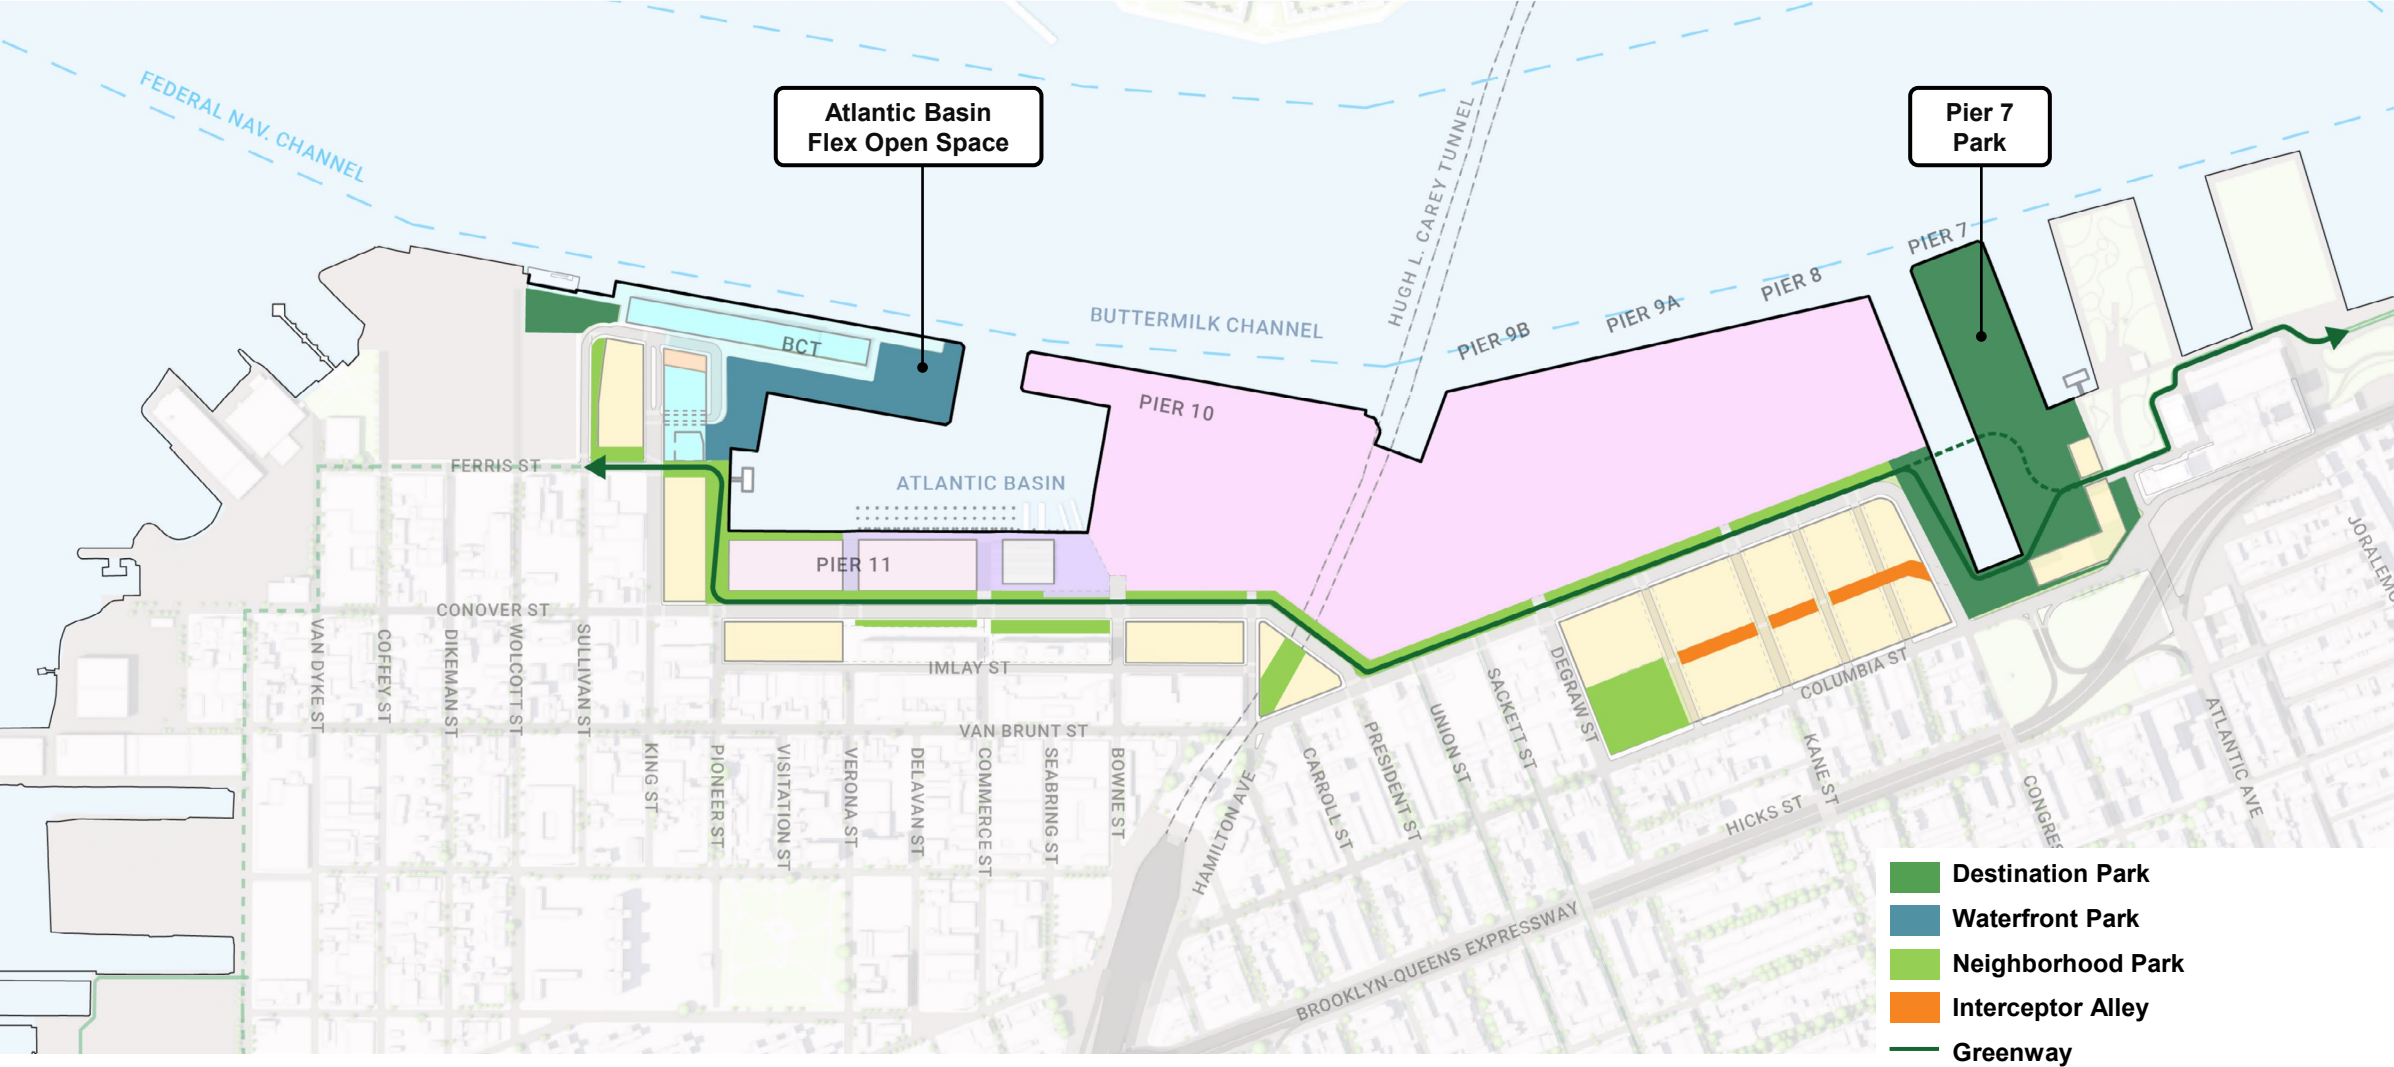 Atlantic Basin
Flex Open Space
Pier 7
Park
FEDERAL NAV. CHANNEL
HUGH L. CAREY TUNNEL
BUTTERMILK CHANNEL
PIER 7
PIER 8
PIER 9A
PIER 9B
BCT
PIER 10
ATLANTIC BASIN
FERRIS ST
PIER 11
CONOVER ST
IMLAY ST
VAN BRUNT ST
VAN DYKE ST
COFFEY ST
DIKEMAN ST
WOLCOTT ST
SULLIVAN ST
KING ST
PIONEER ST
VISITATION ST
VERONA ST
DELAVAN ST
COMMERCE ST
SEABRING ST
BOWNE ST
HAMILTON AVE
CARROLL ST
PRESIDENT ST
UNION ST
SACKETT ST
DEGRAW ST
KANE ST
COLUMBIA ST
HICKS ST
CONGRES
ATLANTIC AVE
JORALEM
BROOKLYN-QUEENS EXPRESSWAY
Destination Park
Waterfront Park
Neighborhood Park
Interceptor Alley
Greenway